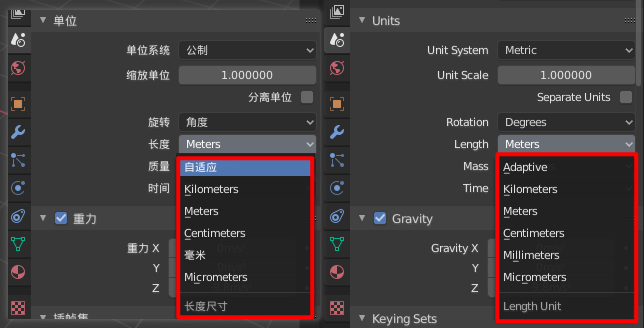 单位
单位系统 公制
缩放单位 1.000000
分离单位
旋转 角度
长度 Meters
质量 自适应
时间 Kilometers
Meters
重力 Centimeters
重力 X 毫米
Y Micrometers
Z
长度尺寸
插帧集
Units
Unit System Metric
Unit Scale 1.000000
Separate Units
Rotation Degrees
Length Meters
Mass Adaptive
Time Kilometers
Meters
Gravity Centimeters
Gravity X Millimeters
Y Micrometers
Z
Length Unit
Keying Sets